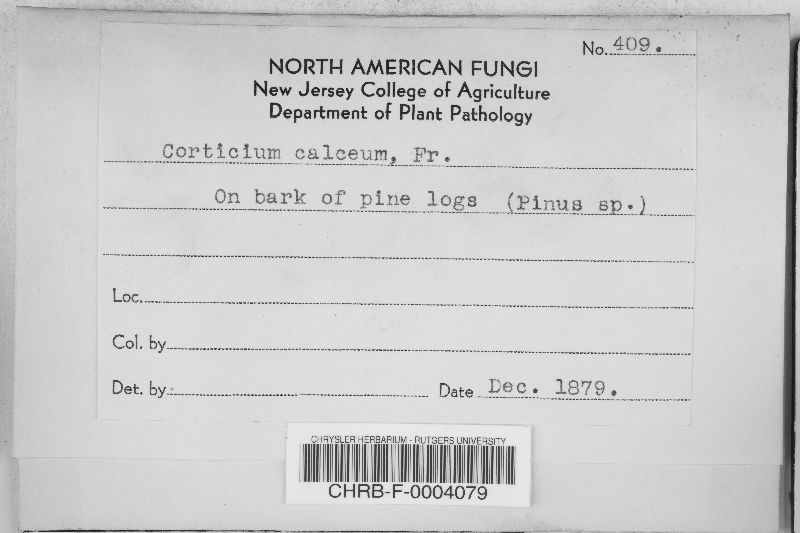 No. 409.
NORTH AMERICAN FUNGI
New Jersey College of Agriculture
Department of Plant Pathology
Corticium calceum, Fr.
On bark of pine logs (Pinus sp.)
Loc.
Col. by
Det. by
Date Dec. 1879.
CHRYSLER HERBARIUM - RUTGERS UNIVERSITY
CHRB-F-0004079